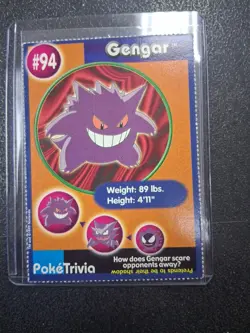 #94
Gengar
Weight: 89 lbs.
Height: 4'11"
PokéTrivia
How does Gengar scare
opponents away?
Pretends to be their shadow